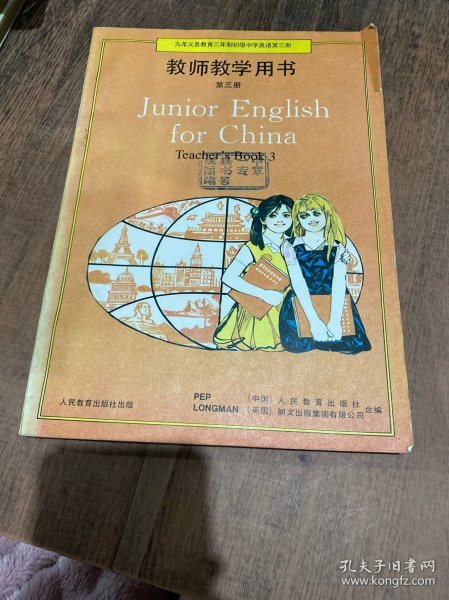 九年义务教育三年制初级中学英语第三册
教师教学用书
第三册
Junior English
for China
Teacher's Book 3
人民教育出版社出版
PEP （中国）人民教育出版社
LONGMAN （英国）朗文出版集团有限公司 合编
孔夫子旧书网
www.kongfz.com